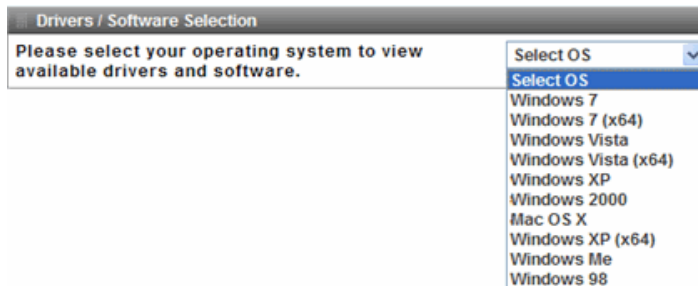 Drivers / Software Selection
Please select your operating system to view
available drivers and software.
Select OS
Select OS
Windows 7
Windows 7 (x64)
Windows Vista
Windows Vista (x64)
Windows XP
Windows 2000
Mac OS X
Windows XP (x64)
Windows Me
Windows 98